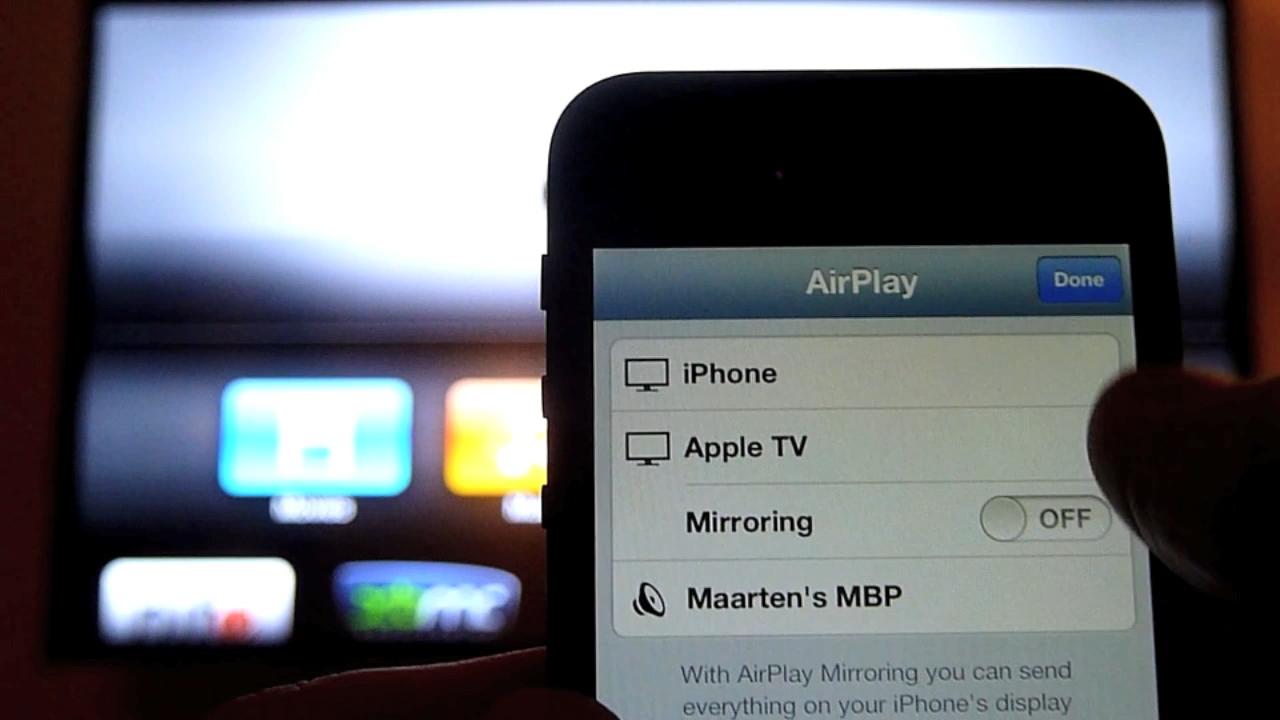 AirPlay
Done
iPhone
Apple TV
Mirroring
OFF
Maarten's MBP
With AirPlay Mirroring you can send
everything on your iPhone's display